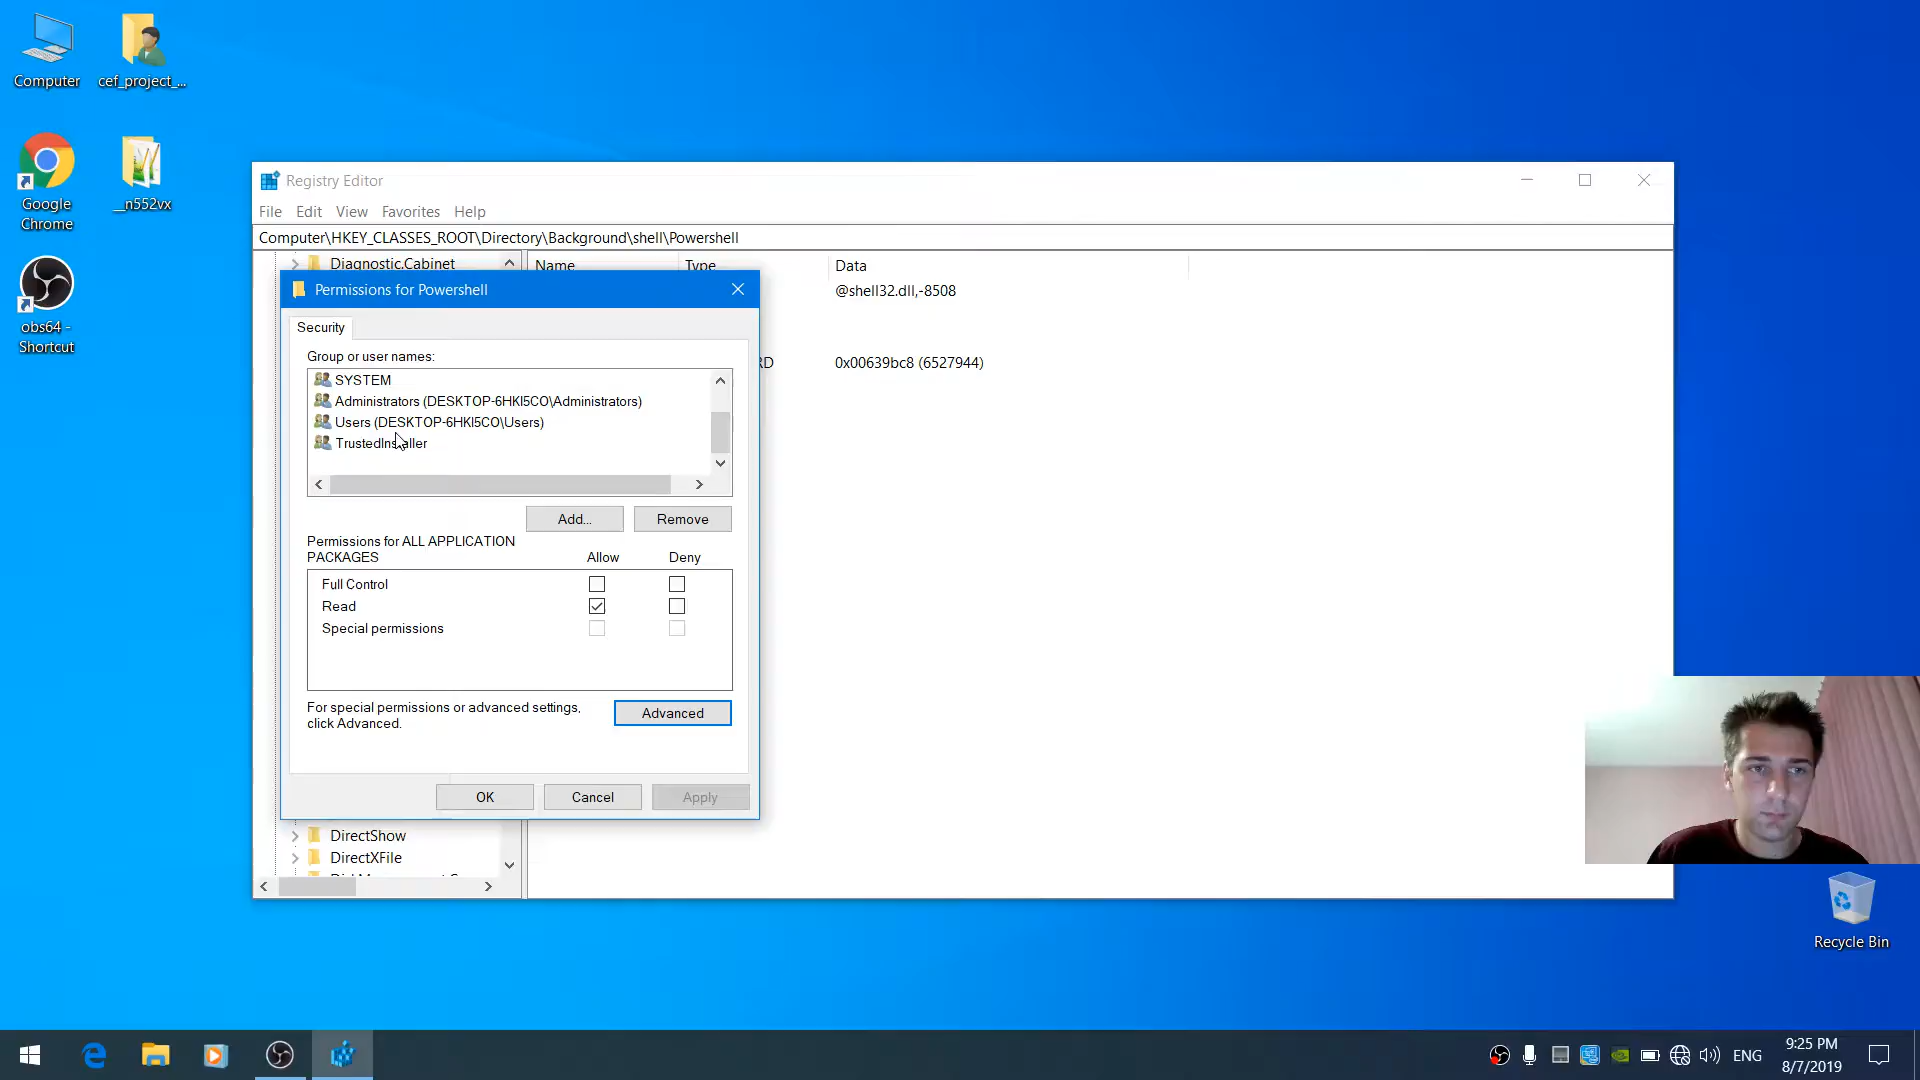 Computer
cef_project_...
Google
Chrome
__n552vx
obs64 -
Shortcut
Registry Editor
File Edit View Favorites Help
Computer\HKEY_CLASSES_ROOT\Directory\Background\shell\Powershell
Diagnostic.Cabinet
Name Type Data
@shell32.dll,-8508
0x00639bc8 (6527944)
Permissions for Powershell
Security
Group or user names:
SYSTEM
Administrators (DESKTOP-6HKI5CO\Administrators)
Users (DESKTOP-6HKI5CO\Users)
TrustedInstaller
Add... Remove
Permissions for ALL APPLICATION
PACKAGES Allow Deny
Full Control
Read
Special permissions
For special permissions or advanced settings,
click Advanced.
Advanced
OK Cancel Apply
DirectShow
DirectXFile
Recycle Bin
ENG
9:25 PM
8/7/2019